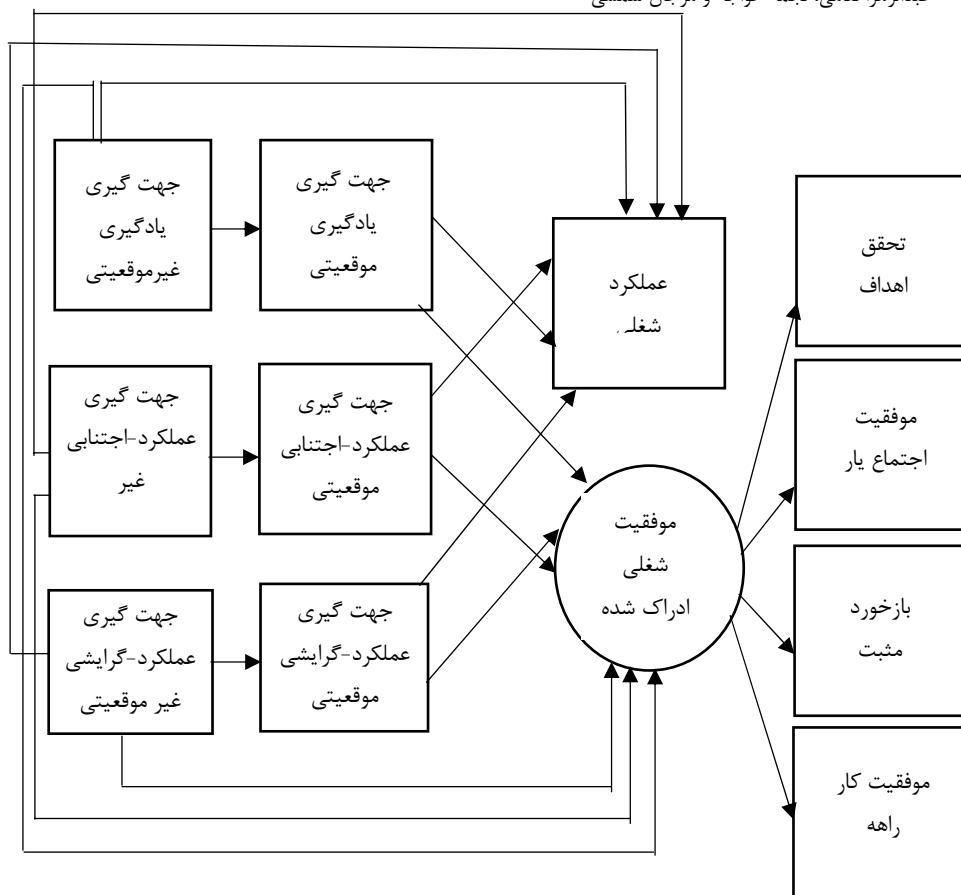 جهت گیری
یادگیری
غیرموقعیتی
جهت گیری
یادگیری
موقعیتی
عملکرد
شغلی
تحقق
اهداف
جهت گیری
عملکرد-اجتنابی
غیر
جهت گیری
عملکرد-اجتنابی
موقعیتی
موفقیت
اجتماع یار
موفقیت
شغلی
ادراک شده
بازخورد
مثبت
جهت گیری
عملکرد-گرایشی
غیر موقعیتی
جهت گیری
عملکرد-گرایشی
موقعیتی
موفقیت کار
راهه